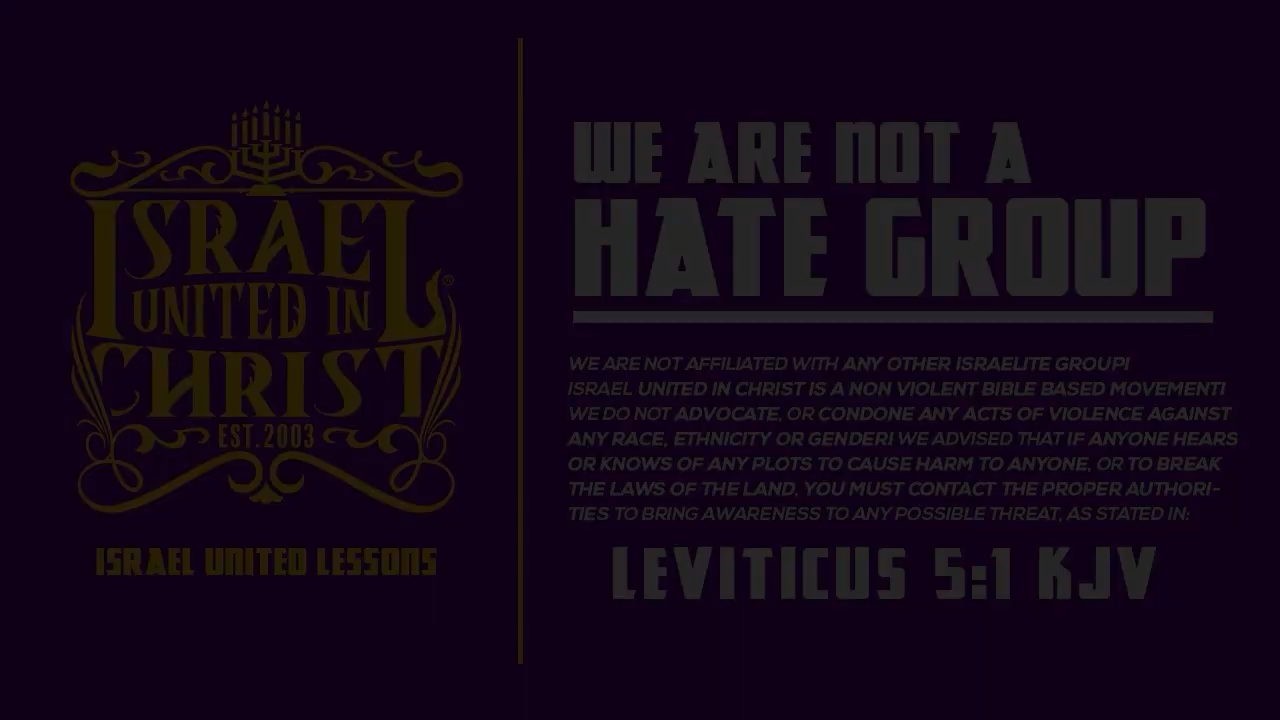 ISRAEL
UNITED IN
CHRIST®
EST. 2003
ISRAEL UNITED LESSONS
WE ARE NOT A
HATE GROUP
WE ARE NOT AFFILIATED WITH ANY OTHER ISRAELITE GROUP!
ISRAEL UNITED IN CHRIST IS A NON VIOLENT BIBLE BASED MOVEMENT!
WE DO NOT ADVOCATE, OR CONDONE ANY ACTS OF VIOLENCE AGAINST
ANY RACE, ETHNICITY OR GENDER! WE ADVISED THAT IF ANYONE HEARS
OR KNOWS OF ANY PLOTS TO CAUSE HARM TO ANYONE, OR TO BREAK
THE LAWS OF THE LAND, YOU MUST CONTACT THE PROPER AUTHORI-
TIES TO BRING AWARENESS TO ANY POSSIBLE THREAT, AS STATED IN:
LEVITICUS 5:1 KJV